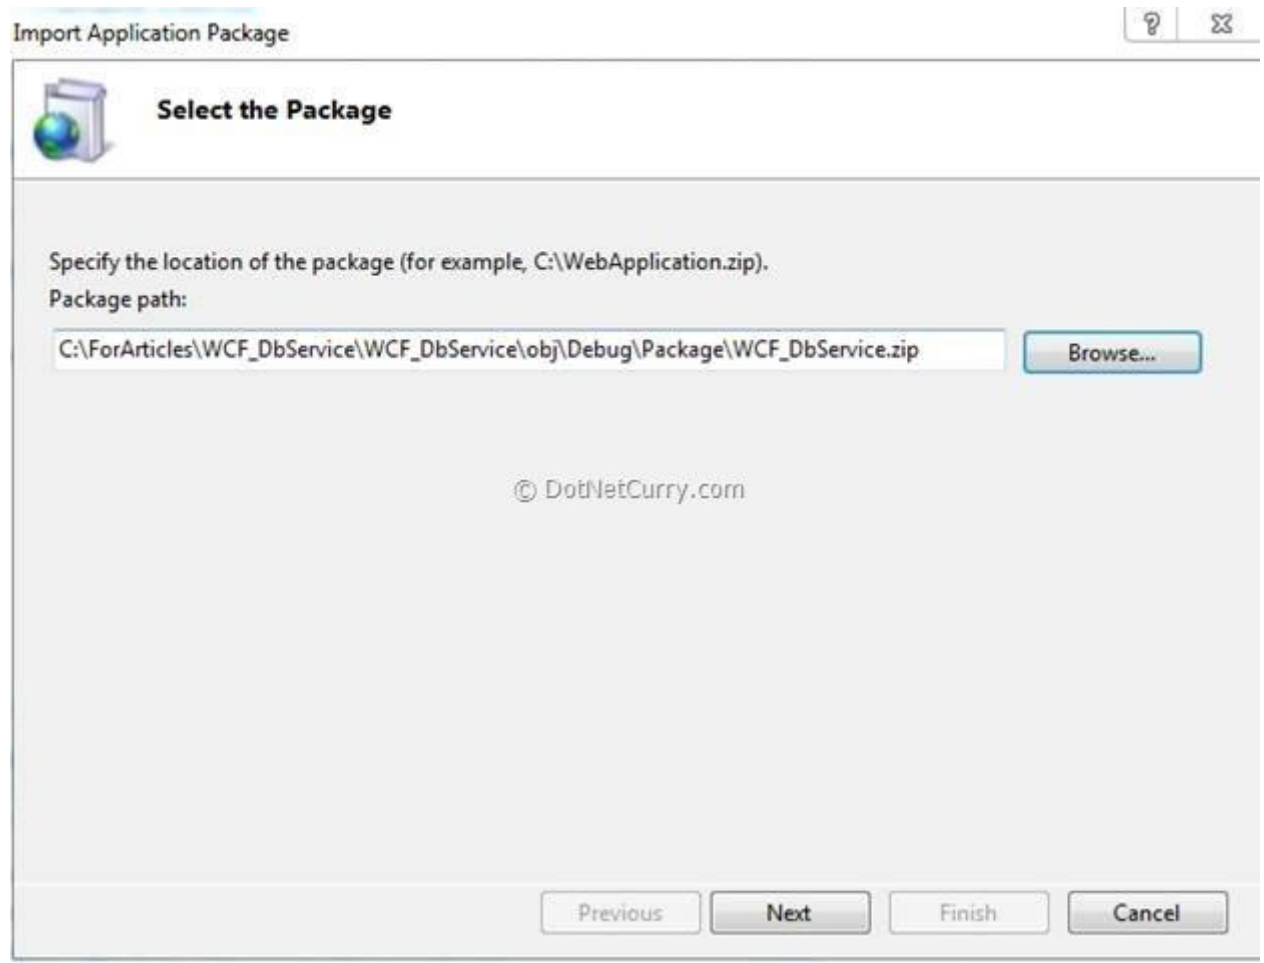 Import Application Package
Select the Package
Specify the location of the package (for example, C:\WebApplication.zip).
Package path:
C:\ForArticles\WCF_DbService\WCF_DbService\obj\Debug\Package\WCF_DbService.zip
Browse...
© DotNetCurry.com
Previous
Next
Finish
Cancel